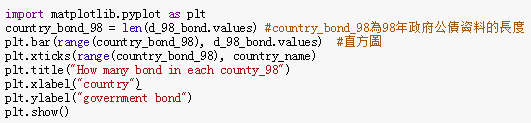 import matplotlib.pyplot as plt
country_bond_98 = len(d_98_bond.values) #country_bond_98為98年政府公債資料的長度
plt.bar(range(country_bond_98), d_98_bond.values)  #直方圖
plt.xticks(range(country_bond_98), country_name)
plt.title("How many bond in each county_98")
plt.xlabel("country")
plt.ylabel("government bond")
plt.show()